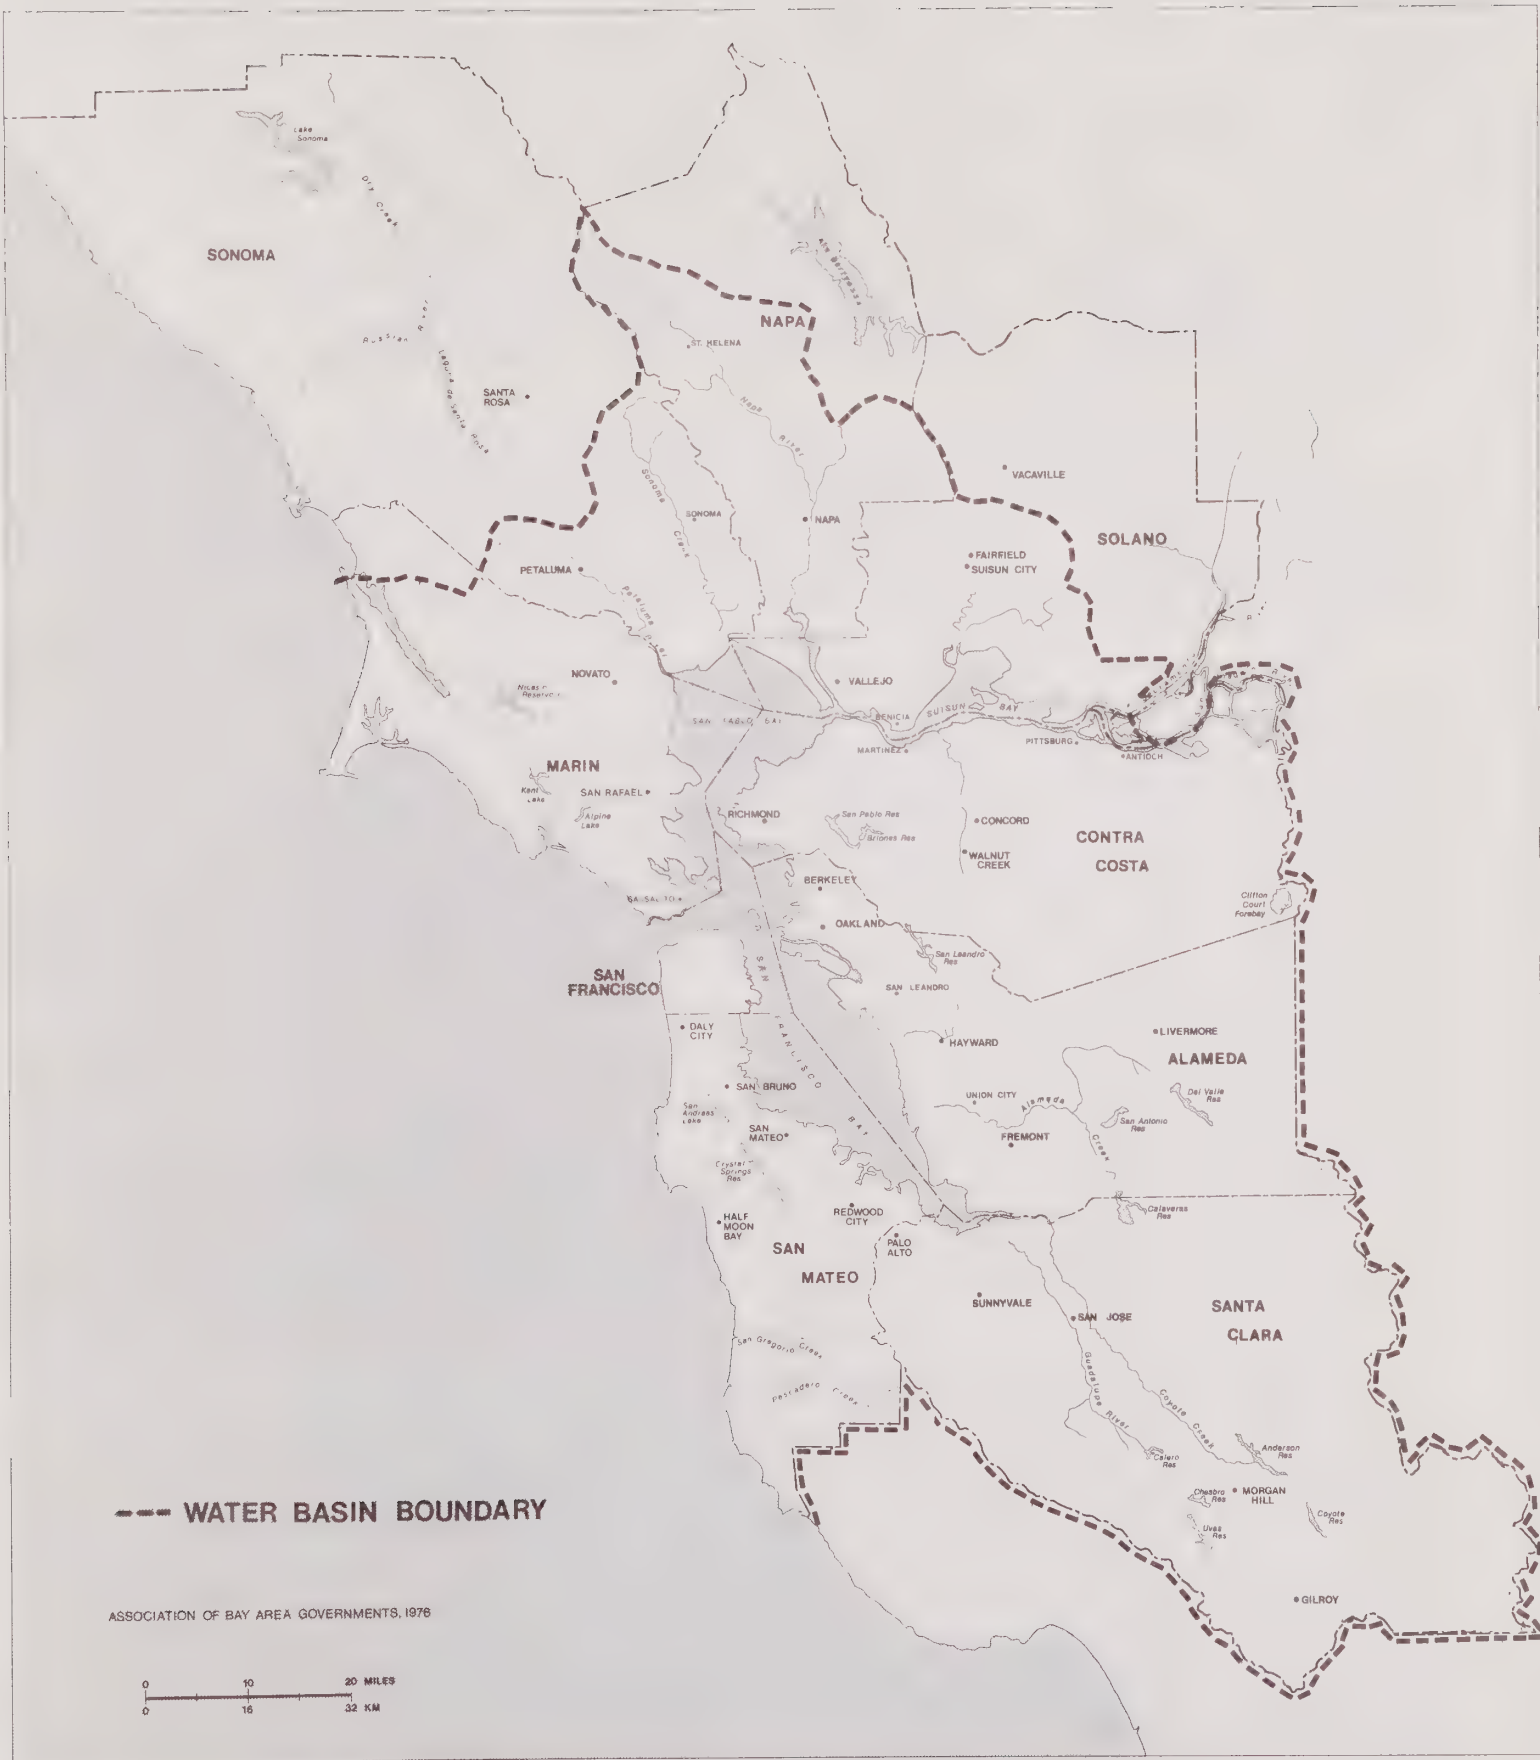 Lake
Sonoma
Dry Creek
SONOMA
Berryessa
NAPA
Russian River
ST. HELENA
Laguna de Santa Rosa
SANTA
ROSA
Napa River
VACAVILLE
Sonoma Creek
SONOMA
NAPA
SOLANO
FAIRFIELD
SUISUN CITY
PETALUMA
Petaluma River
NOVATO
VALLEJO
Reservoir
BENICIA
SUISUN BAY
MARTINEZ
PITTSBURG
ANTIOCH
MARIN
Kent
Lake
SAN RAFAEL
Alpine
Lake
RICHMOND
San Pablo Res
Briones Res
CONCORD
CONTRA
COSTA
WALNUT
CREEK
BERKELEY
Clifton
Court
Forebay
OAKLAND
San Leandro
Res
SAN
FRANCISCO
SAN LEANDRO
SAN FRANCISCO BAY
DALY
CITY
HAYWARD
LIVERMORE
ALAMEDA
SAN BRUNO
San
Andreas
Lake
UNION CITY
Alameda Creek
Del Valle
Res
San Antonio
Res
SAN
MATEO
FREMONT
Crystal
Springs
Res
HALF
MOON
BAY
REDWOOD
CITY
Calaveras
Res
PALO
ALTO
SAN
MATEO
SUNNYVALE
SAN JOSE
SANTA
CLARA
San Gregorio Creek
Pescadero Creek
Guadalupe River
Coyote Creek
Calero
Res
Anderson
Res
Chesbro
Res
MORGAN
HILL
Uvas
Res
Coyote
Res
GILROY
WATER BASIN BOUNDARY
ASSOCIATION OF BAY AREA GOVERNMENTS, 1976
0 10 20 MILES
0 16 32 KM